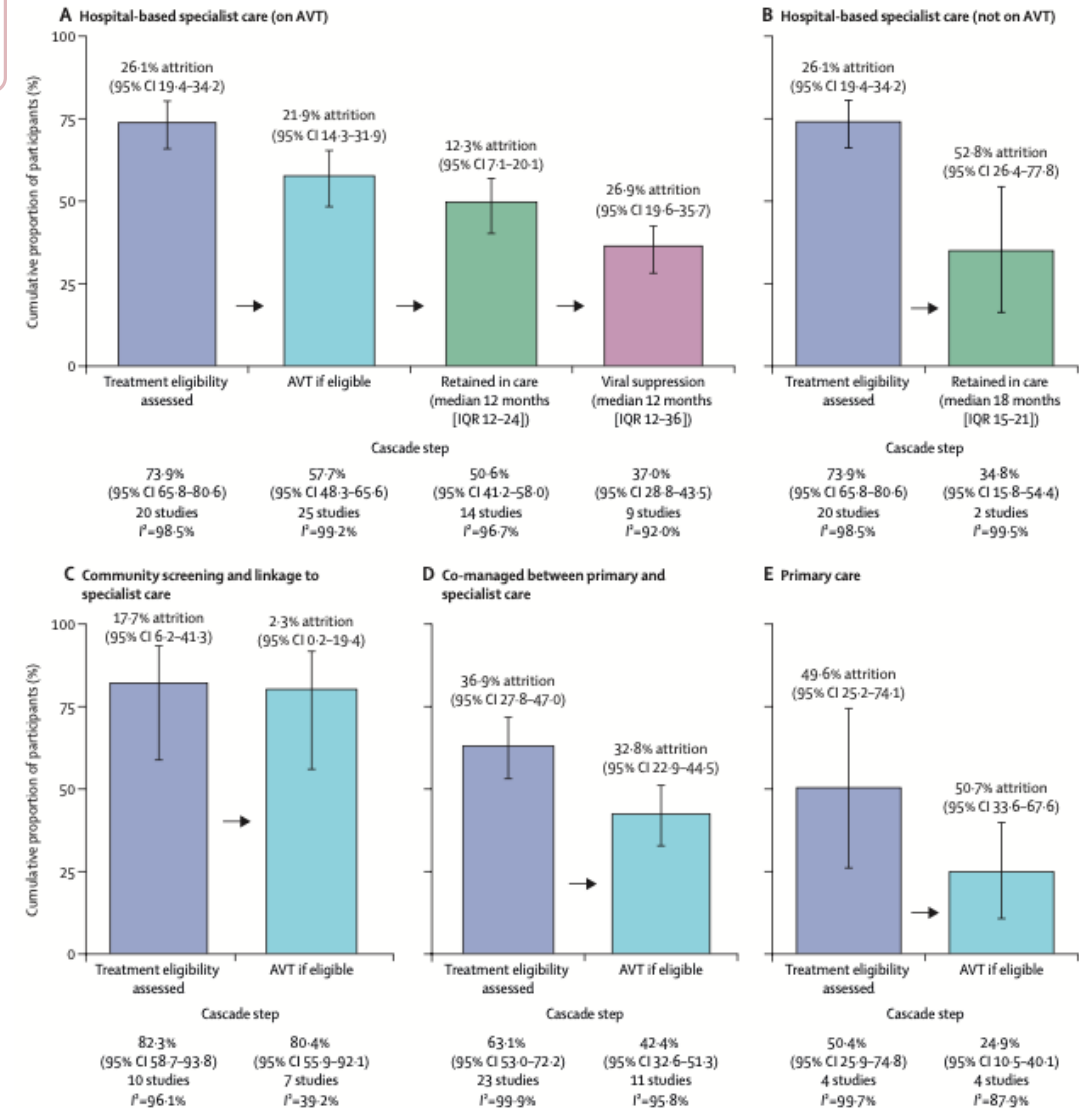 A Hospital-based specialist care (on AVT)
Cumulative proportion of participants (%)
100
75
50
25
0
26·1% attrition
(95% CI 19·4–34·2)
21·9% attrition
(95% CI 14·3–31·9)
12·3% attrition
(95% CI 7·1–20·1)
26·9% attrition
(95% CI 19·6–35·7)
Treatment eligibility
assessed
AVT if eligible
Retained in care
(median 12 months
[IQR 12–24])
Viral suppression
(median 12 months
[IQR 12–36])
Cascade step
73·9%
(95% CI 65·8–80·6)
20 studies
I²=98·5%
57·7%
(95% CI 48·3–65·6)
25 studies
I²=99·2%
50·6%
(95% CI 41·2–58·0)
14 studies
I²=96·7%
37·0%
(95% CI 28·8–43·5)
9 studies
I²=92·0%
B Hospital-based specialist care (not on AVT)
26·1% attrition
(95% CI 19·4–34·2)
52·8% attrition
(95% CI 26·4–77·8)
Treatment eligibility
assessed
Retained in care
(median 18 months
[IQR 15–21])
Cascade step
73·9%
(95% CI 65·8–80·6)
20 studies
I²=98·5%
34·8%
(95% CI 15·8–54·4)
2 studies
I²=99·5%
C Community screening and linkage to
specialist care
Cumulative proportion of participants (%)
100
75
50
25
0
17·7% attrition
(95% CI 6·2–41·3)
2·3% attrition
(95% CI 0·2–19·4)
Treatment eligibility
assessed
AVT if eligible
Cascade step
82·3%
(95% CI 58·7–93·8)
10 studies
I²=96·1%
80·4%
(95% CI 55·9–92·1)
7 studies
I²=39·2%
D Co-managed between primary and
specialist care
36·9% attrition
(95% CI 27·8–47·0)
32·8% attrition
(95% CI 22·9–44·5)
Treatment eligibility
assessed
AVT if eligible
Cascade step
63·1%
(95% CI 53·0–72·2)
23 studies
I²=99·9%
42·4%
(95% CI 32·6–51·3)
11 studies
I²=95·8%
E Primary care
49·6% attrition
(95% CI 25·2–74·1)
50·7% attrition
(95% CI 33·6–67·6)
Treatment eligibility
assessed
AVT if eligible
Cascade step
50·4%
(95% CI 25·9–74·8)
4 studies
I²=99·7%
24·9%
(95% CI 10·5–40·1)
4 studies
I²=87·9%